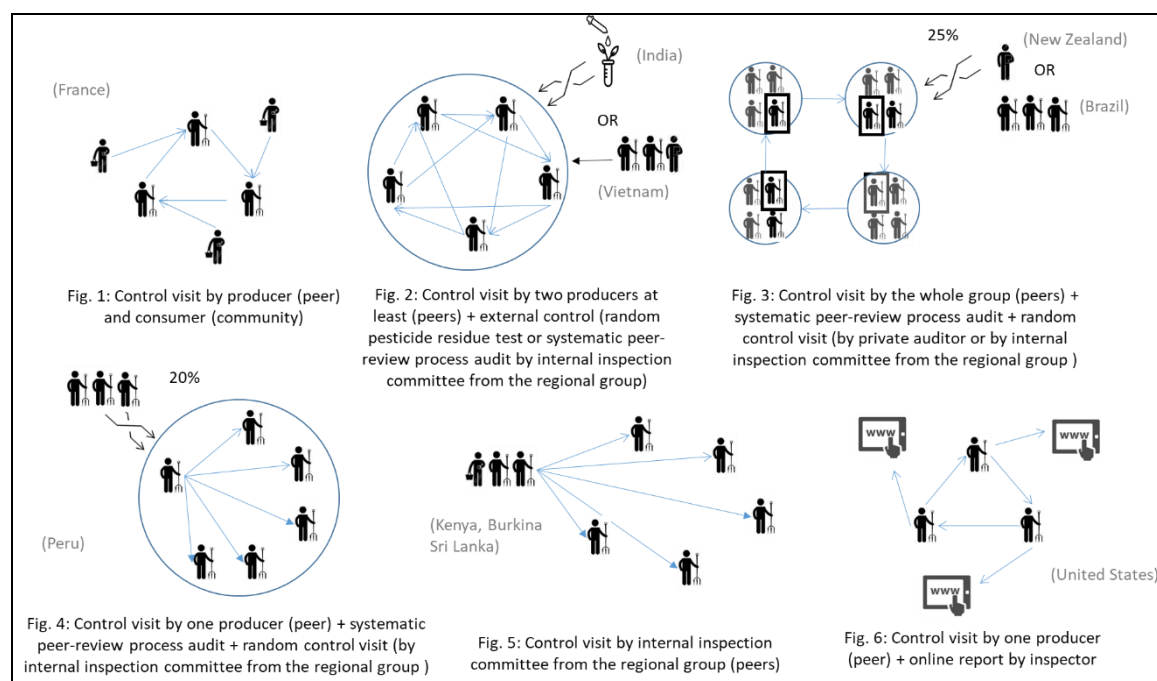 (France)
Fig. 1: Control visit by producer (peer)
and consumer (community)
(India)
OR
(Vietnam)
Fig. 2: Control visit by two producers at
least (peers) + external control (random
pesticide residue test or systematic peer-
review process audit by internal inspection
committee from the regional group)
25%
(New Zealand)
OR
(Brazil)
Fig. 3: Control visit by the whole group (peers) +
systematic peer-review process audit + random
control visit (by private auditor or by internal
inspection committee from the regional group )
20%
(Peru)
Fig. 4: Control visit by one producer (peer) + systematic
peer-review process audit + random control visit (by
internal inspection committee from the regional group )
(Kenya, Burkina
Sri Lanka)
Fig. 5: Control visit by internal inspection
committee from the regional group (peers)
www
www
www
(United States)
Fig. 6: Control visit by one producer
(peer) + online report by inspector